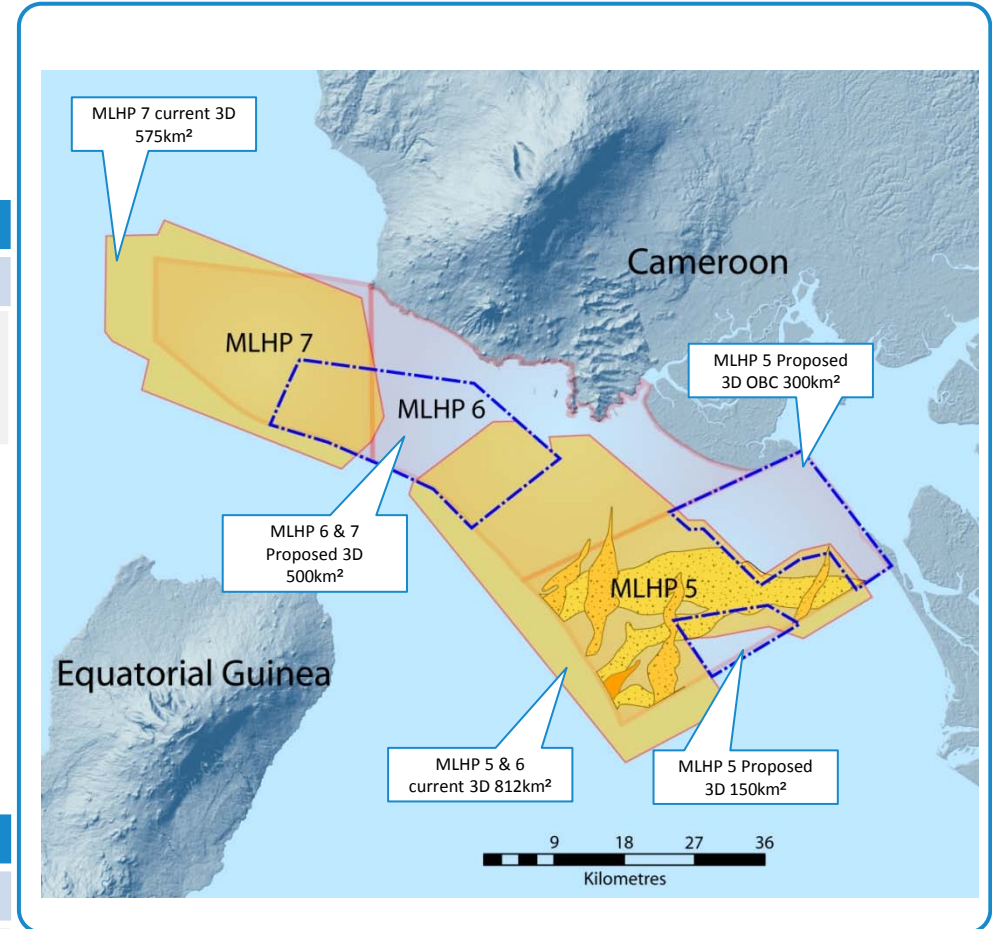 MLHP 7 current 3D
575km²
Cameroon
MLHP 7
MLHP 5 Proposed
3D OBC 300km²
MLHP 6
MLHP 6 & 7
Proposed 3D
500km²
MLHP 5
Equatorial Guinea
MLHP 5 & 6
current 3D 812km²
MLHP 5 Proposed
3D 150km²
9 18 27 36
Kilometres